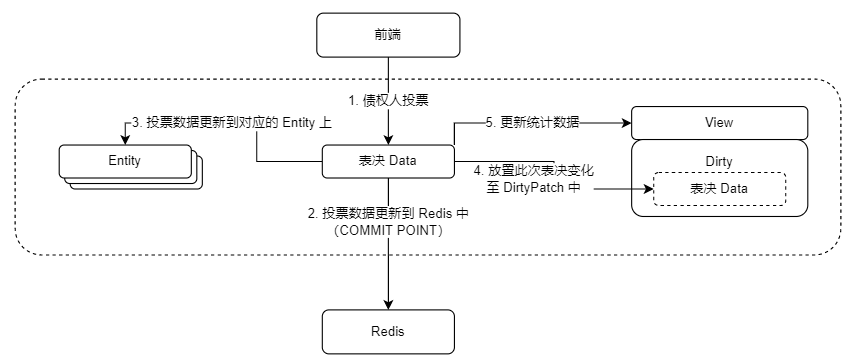 前端
1. 债权人投票
3. 投票数据更新到对应的 Entity 上
5. 更新统计数据
View
Entity
表决 Data
Dirty
4. 放置此次表决变化
至 DirtyPatch 中
表决 Data
2. 投票数据更新到 Redis 中
（COMMIT POINT）
Redis